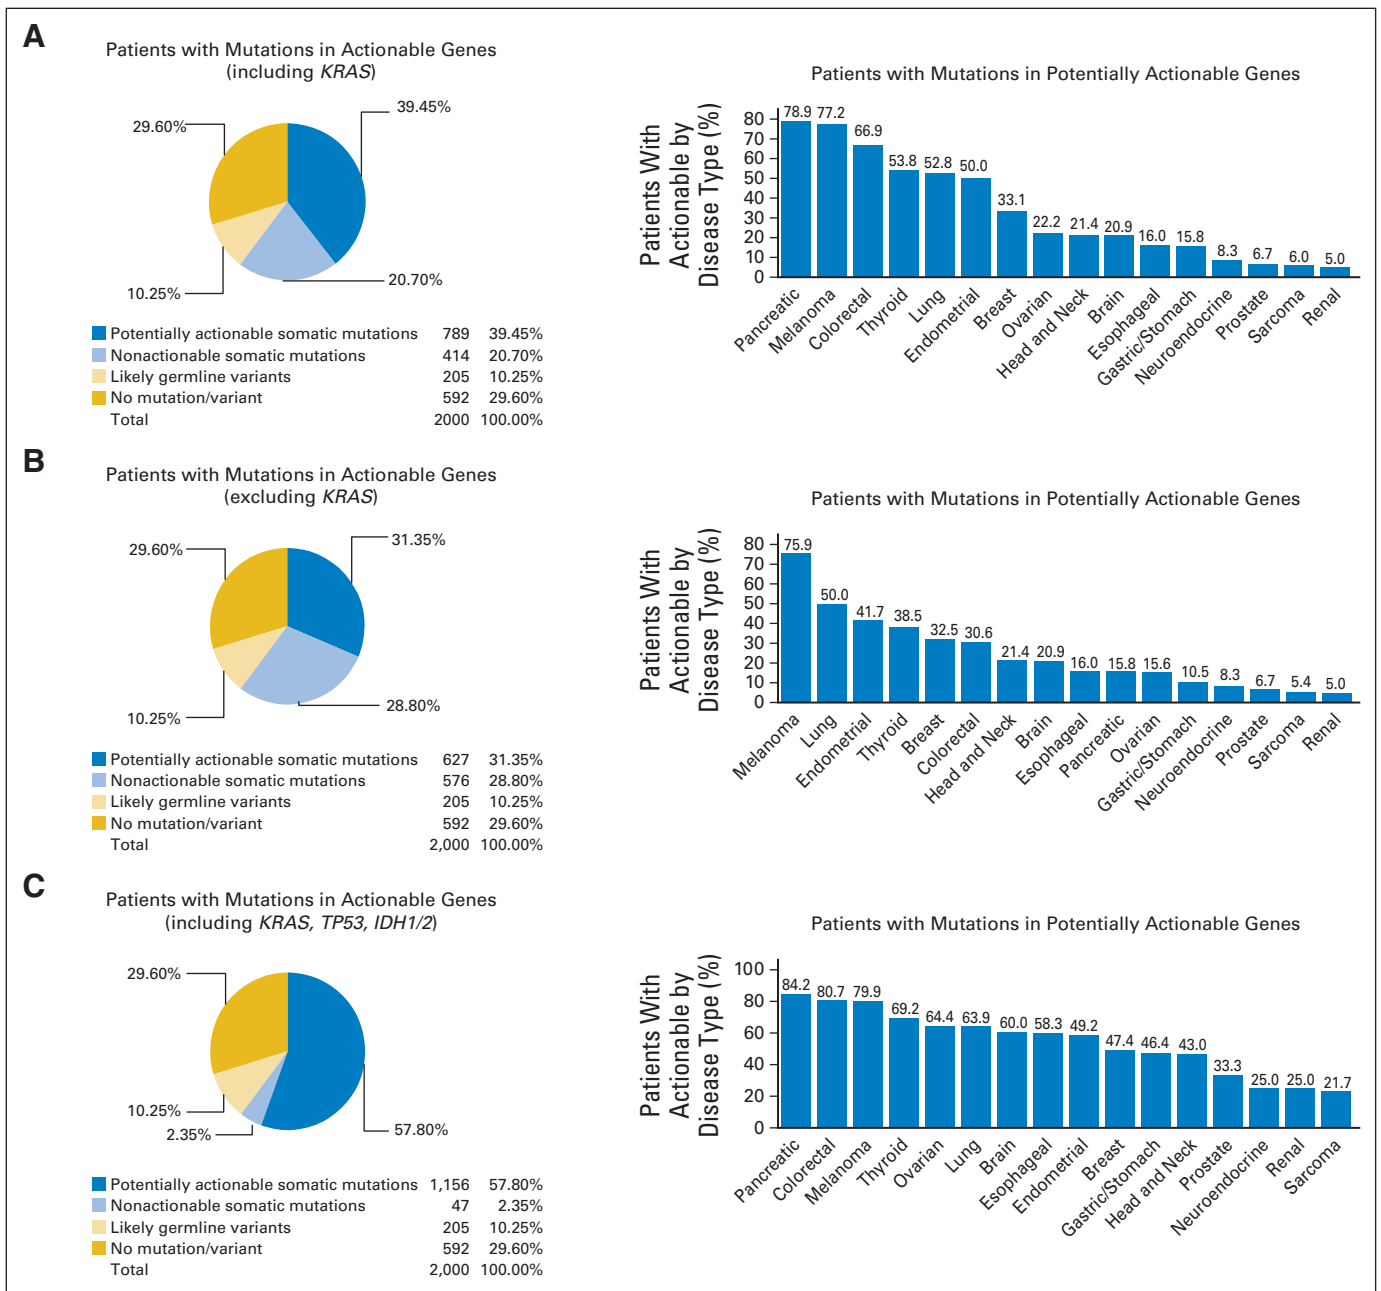 A
Patients with Mutations in Actionable Genes
(including KRAS)
39.45%
29.60%
10.25%
20.70%
Potentially actionable somatic mutations 789 39.45%
Nonactionable somatic mutations 414 20.70%
Likely germline variants 205 10.25%
No mutation/variant 592 29.60%
Total 2000 100.00%
Patients with Mutations in Potentially Actionable Genes
Patients With
Actionable by
Disease Type (%)
80
70
60
50
40
30
20
10
0
78.9 77.2 66.9 53.8 52.8 50.0 33.1 22.2 21.4 20.9 16.0 15.8 8.3 6.7 6.0 5.0
Pancreatic
Melanoma
Colorectal
Thyroid
Lung
Endometrial
Breast
Ovarian
Head and Neck
Brain
Esophageal
Gastric/Stomach
Neuroendocrine
Prostate
Sarcoma
Renal
B
Patients with Mutations in Actionable Genes
(excluding KRAS)
31.35%
29.60%
10.25%
28.80%
Potentially actionable somatic mutations 627 31.35%
Nonactionable somatic mutations 576 28.80%
Likely germline variants 205 10.25%
No mutation/variant 592 29.60%
Total 2,000 100.00%
Patients with Mutations in Potentially Actionable Genes
Patients With
Actionable by
Disease Type (%)
80
70
60
50
40
30
20
10
0
75.9 50.0 41.7 38.5 32.5 30.6 21.4 20.9 16.0 15.8 15.6 10.5 8.3 6.7 5.4 5.0
Melanoma
Lung
Endometrial
Thyroid
Breast
Colorectal
Head and Neck
Brain
Esophageal
Pancreatic
Ovarian
Gastric/Stomach
Neuroendocrine
Prostate
Sarcoma
Renal
C
Patients with Mutations in Actionable Genes
(including KRAS, TP53, IDH1/2)
29.60%
10.25%
2.35%
57.80%
Potentially actionable somatic mutations 1,156 57.80%
Nonactionable somatic mutations 47 2.35%
Likely germline variants 205 10.25%
No mutation/variant 592 29.60%
Total 2,000 100.00%
Patients with Mutations in Potentially Actionable Genes
Patients With
Actionable by
Disease Type (%)
100
80
60
40
20
0
84.2 80.7 79.9 69.2 64.4 63.9 60.0 58.3 49.2 47.4 46.4 43.0 33.3 25.0 25.0 21.7
Pancreatic
Colorectal
Melanoma
Thyroid
Ovarian
Lung
Brain
Esophageal
Endometrial
Breast
Gastric/Stomach
Head and Neck
Prostate
Neuroendocrine
Renal
Sarcoma